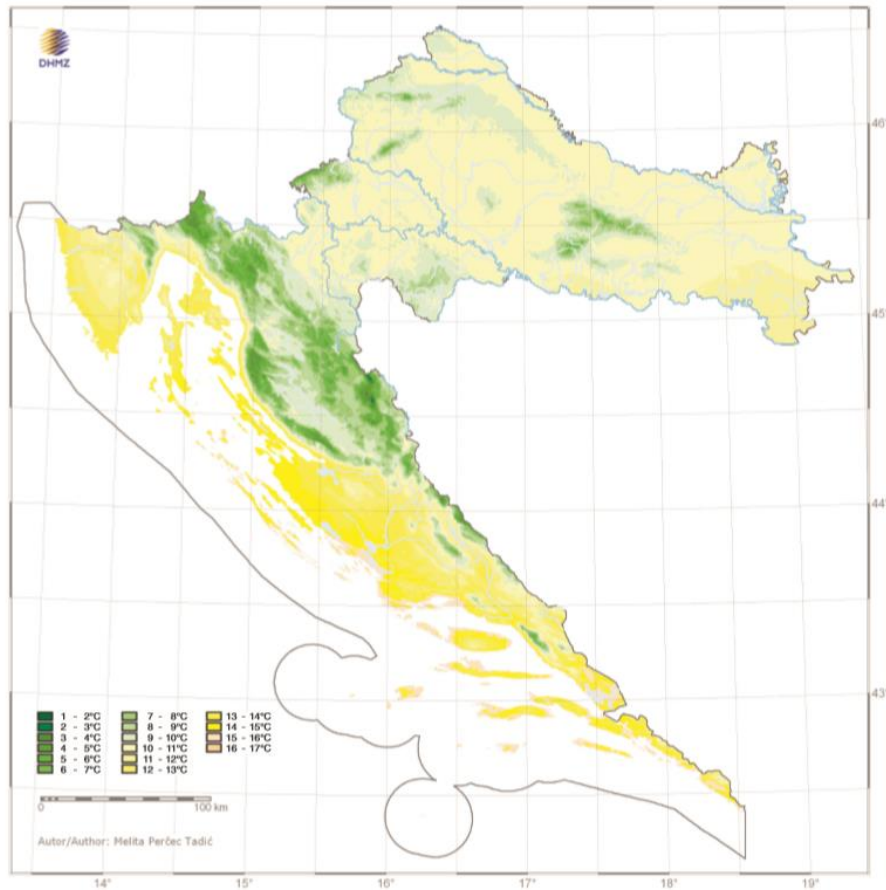 DHMZ
46°
45°
44°
43°
1 - 2°C
2 - 3°C
3 - 4°C
4 - 5°C
5 - 6°C
6 - 7°C
7 - 8°C
8 - 9°C
9 - 10°C
10 - 11°C
11 - 12°C
12 - 13°C
13 - 14°C
14 - 15°C
15 - 16°C
16 - 17°C
0 100 km
Autor/Author: Melita Perčec Tadić
14° 15° 16° 17° 18° 19°